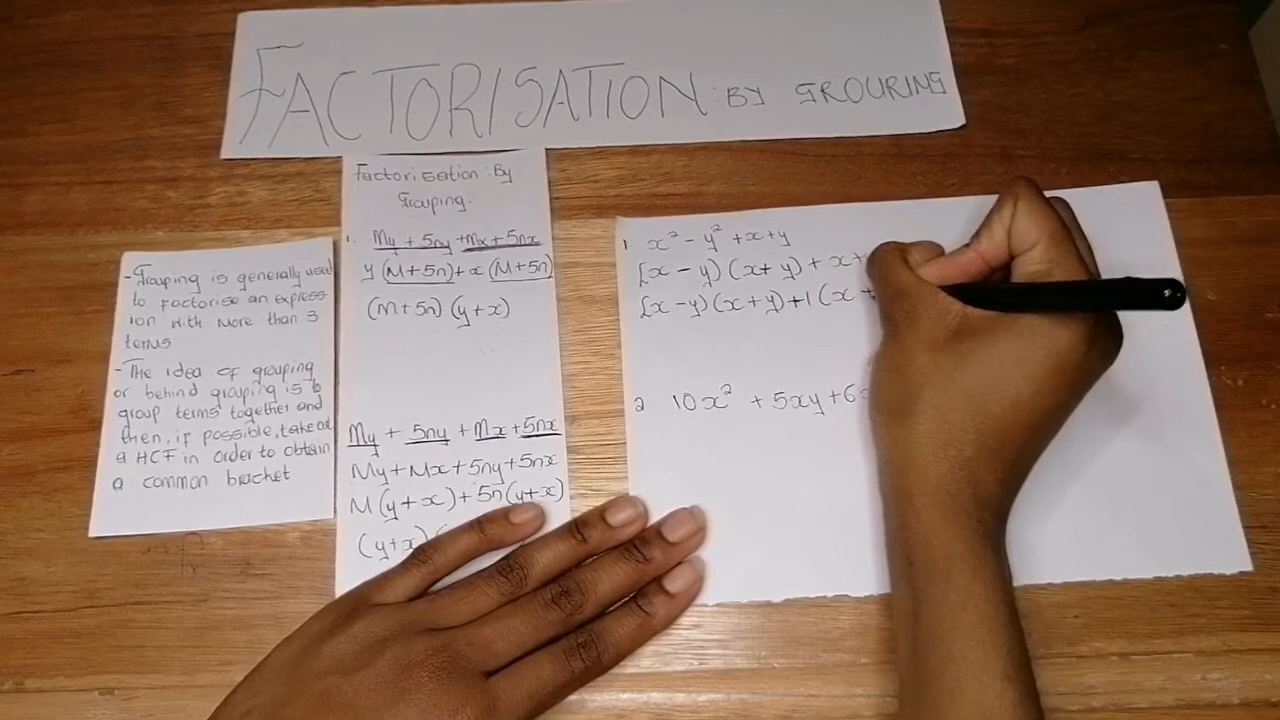 FACTORISATION: BY GROUPING
-Grouping is generally used
to factorise an express
ion with more than 3
terms
-The idea of grouping
or behind grouping is to
group terms together and
then, if possible, take out
a HCF in order to obtain
a common bracket
Factorisation: By
Grouping.
1. My + 5ny + Mx + 5nx
y (M+5n) + x (M+5n)
(M+5n) (y+x)
My + 5ny + Mx + 5nx
My+Mx+5ny+5nx
M(y+x)+5n(y+x)
(y+x)
1 x² - y² + x + y
(x - y) (x + y) + x +
(x - y) (x + y) + 1 (x +
2 10x² + 5xy + 6